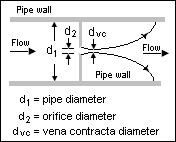 Pipe wall
Flow
d2
dvc
Flow
d1
Pipe wall
d1 = pipe diameter
d2 = orifice diameter
dvc = vena contracta diameter